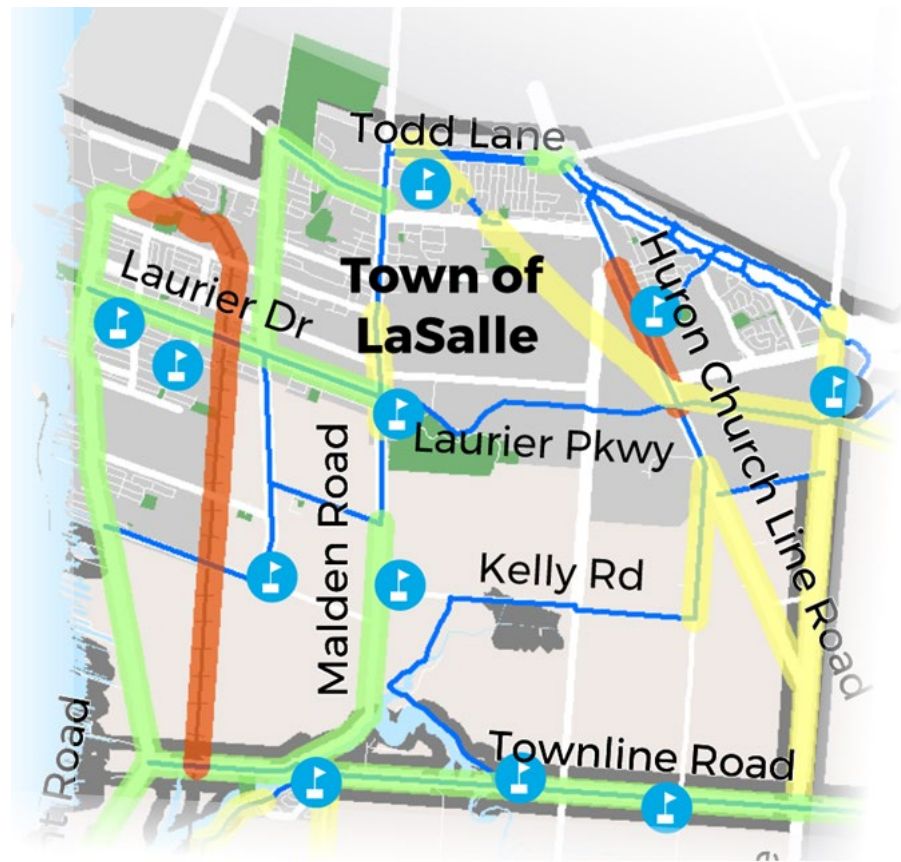 Todd Lane
Town of
LaSalle
Laurier Dr
Huron Church Line Road
Laurier Pkwy
Malden Road
Kelly Rd
Townline Road
Road